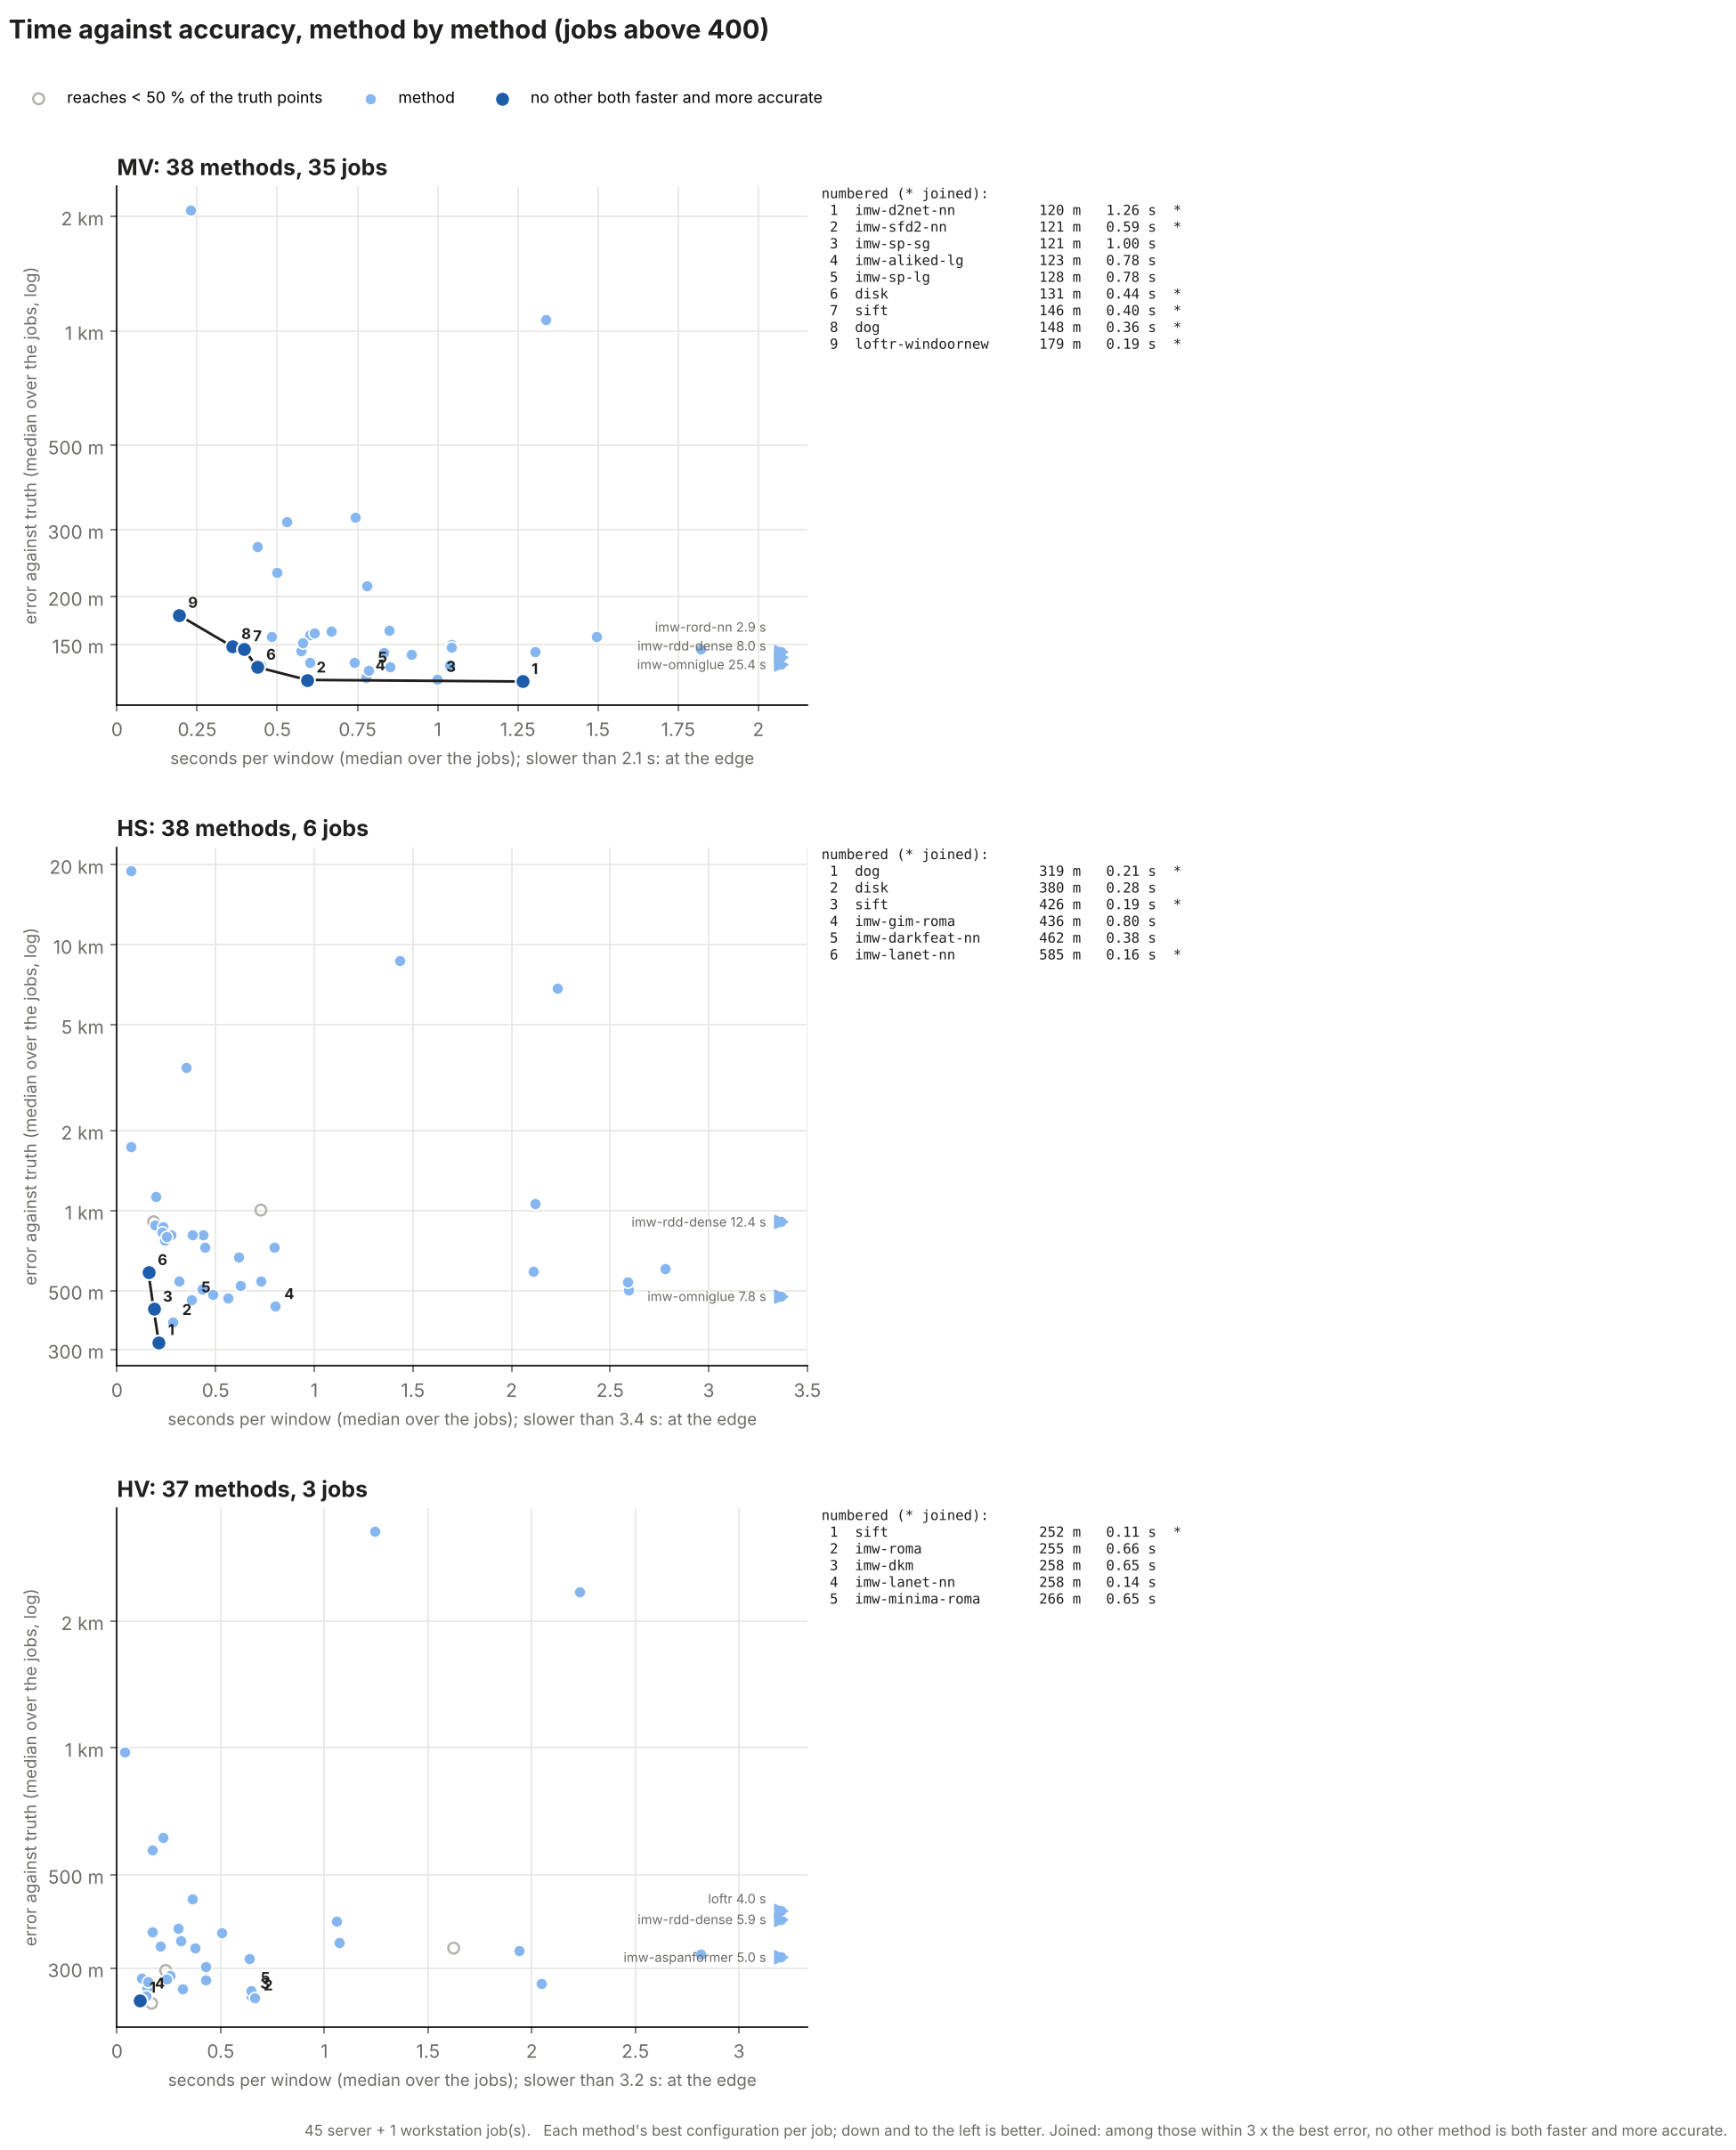 Time against accuracy, method by method (jobs above 400)
reaches < 50 % of the truth points
method
no other both faster and more accurate
MV: 38 methods, 35 jobs
error against truth (median over the jobs, log)
2 km
1 km
500 m
300 m
200 m
150 m
9
8
7
6
2
5
4
3
1
imw-rord-nn 2.9 s
imw-rdd-dense 8.0 s
imw-omniglue 25.4 s
0 0.25 0.5 0.75 1 1.25 1.5 1.75 2
seconds per window (median over the jobs); slower than 2.1 s: at the edge
numbered (* joined):
1 imw-d2net-nn 120 m 1.26 s *
2 imw-sfd2-nn 121 m 0.59 s *
3 imw-sp-sg 121 m 1.00 s
4 imw-aliked-lg 123 m 0.78 s
5 imw-sp-lg 128 m 0.78 s
6 disk 131 m 0.44 s *
7 sift 146 m 0.40 s *
8 dog 148 m 0.36 s *
9 loftr-windoornew 179 m 0.19 s *
HS: 38 methods, 6 jobs
error against truth (median over the jobs, log)
20 km
10 km
5 km
2 km
1 km
500 m
300 m
6
5
3
2
4
1
imw-rdd-dense 12.4 s
imw-omniglue 7.8 s
0 0.5 1 1.5 2 2.5 3 3.5
seconds per window (median over the jobs); slower than 3.4 s: at the edge
numbered (* joined):
1 dog 319 m 0.21 s *
2 disk 380 m 0.28 s
3 sift 426 m 0.19 s *
4 imw-gim-roma 436 m 0.80 s
5 imw-darkfeat-nn 462 m 0.38 s
6 imw-lanet-nn 585 m 0.16 s *
HV: 37 methods, 3 jobs
error against truth (median over the jobs, log)
2 km
1 km
500 m
300 m
1
4
5
3
2
loftr 4.0 s
imw-rdd-dense 5.9 s
imw-aspanformer 5.0 s
0 0.5 1 1.5 2 2.5 3
seconds per window (median over the jobs); slower than 3.2 s: at the edge
numbered (* joined):
1 sift 252 m 0.11 s *
2 imw-roma 255 m 0.66 s
3 imw-dkm 258 m 0.65 s
4 imw-lanet-nn 258 m 0.14 s
5 imw-minima-roma 266 m 0.65 s
45 server + 1 workstation job(s). Each method's best configuration per job; down and to the left is better. Joined: among those within 3 x the best error, no other method is both faster and more accurate.